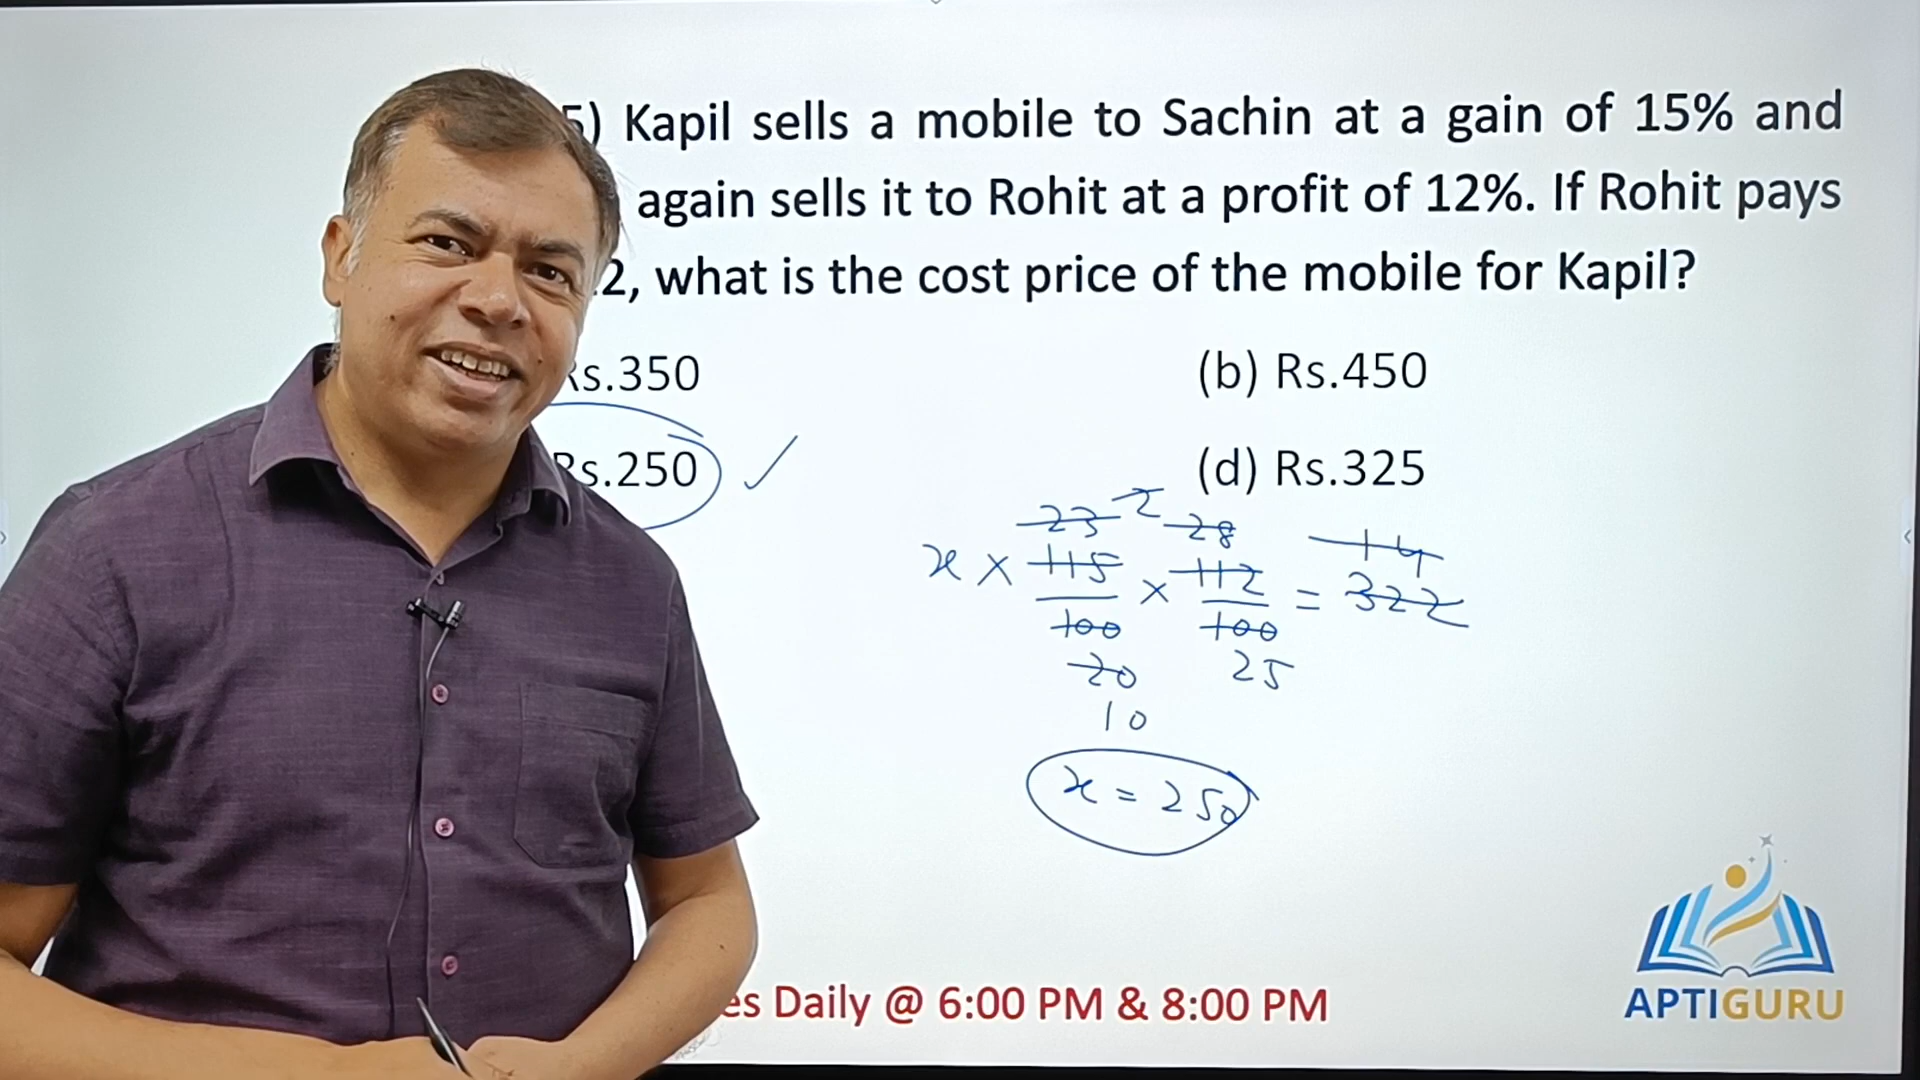 5) Kapil sells a mobile to Sachin at a gain of 15% and
again sells it to Rohit at a profit of 12%. If Rohit pays
2, what is the cost price of the mobile for Kapil?
Rs.350
(b) Rs.450
Rs.250 ✓
(d) Rs.325
23 2 28 14
x × 115/100 × 112/100 = 322
20 25
10
x = 250
es Daily @ 6:00 PM & 8:00 PM
APTIGURU